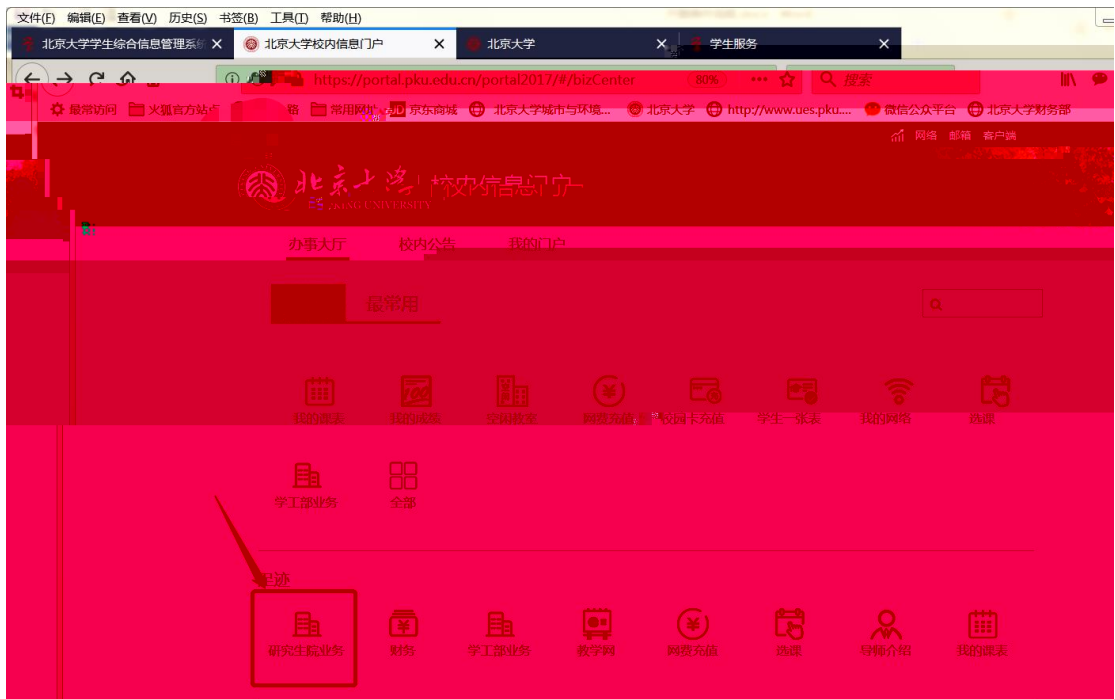 文件(F) 编辑(E) 查看(V) 历史(S) 书签(B) 工具(T) 帮助(H)
北京大学学生综合信息管理系统 北京大学校内信息门户 北京大学 学生服务
https://portal.pku.edu.cn/portal2017/#/bizCenter 80% 搜索
最常访问 火狐官方站点 常用网址 京东商城 北京大学城市与环境... 北京大学 http://www.ues.pku.... 微信公众平台 北京大学财务部
网络 邮箱 客户端
北京大学 校内信息门户
UNIVERSITY
办事大厅 校内公告 我的门户
最常用
我的课表 我的成绩 空闲教室 网费充值 校园卡充值 学生一张表 我的网络 选课
学工部业务 全部
足迹
研究生院业务 财务 学工部业务 教学网 网费充值 选课 导师介绍 我的课表